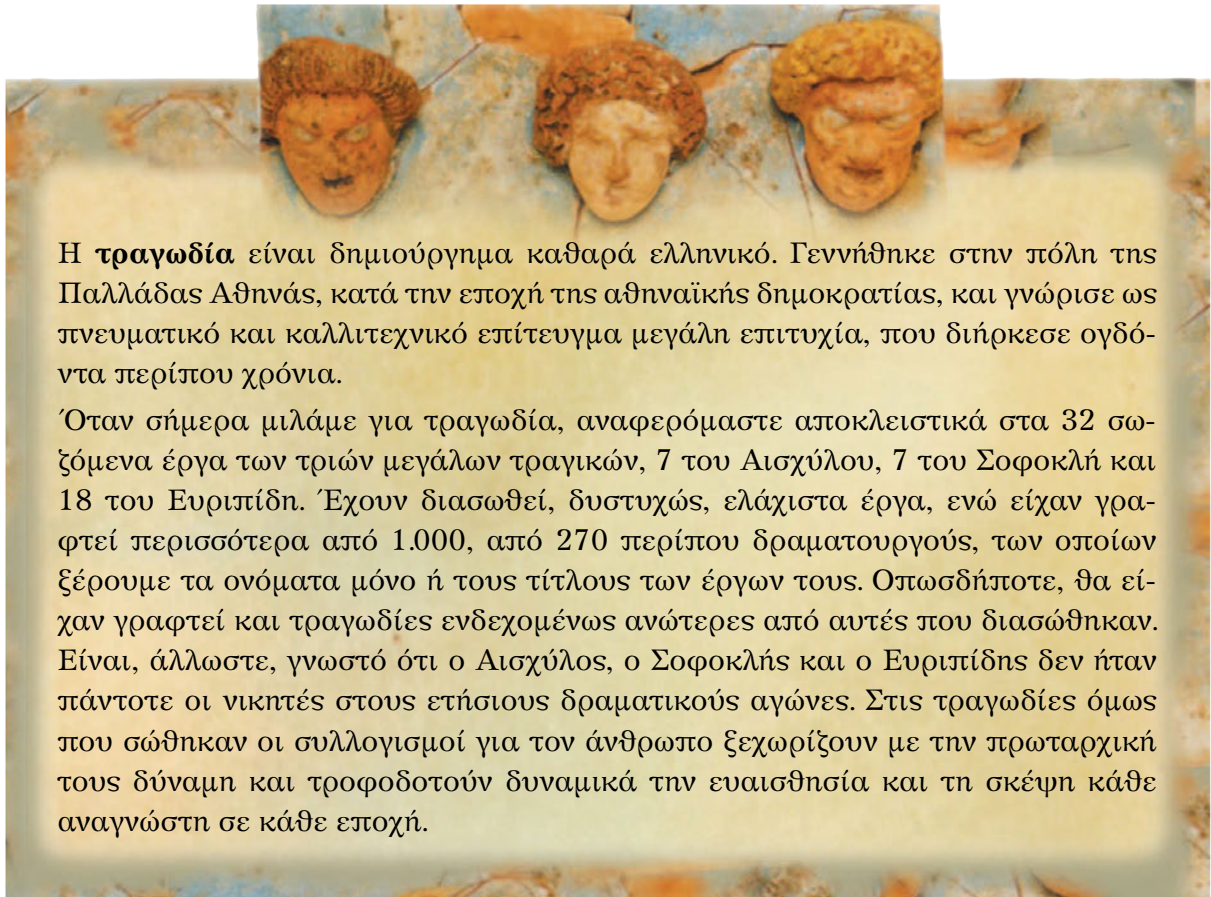 Η τραγωδία είναι δημιούργημα καθαρά ελληνικό. Γεννήθηκε στην πόλη της
Παλλάδας Αθηνάς, κατά την εποχή της αθηναϊκής δημοκρατίας, και γνώρισε ως
πνευματικό και καλλιτεχνικό επίτευγμα μεγάλη επιτυχία, που διήρκεσε ογδό-
ντα περίπου χρόνια.
Όταν σήμερα μιλάμε για τραγωδία, αναφερόμαστε αποκλειστικά στα 32 σω-
ζόμενα έργα των τριών μεγάλων τραγικών, 7 του Αισχύλου, 7 του Σοφοκλή και
18 του Ευριπίδη. Έχουν διασωθεί, δυστυχώς, ελάχιστα έργα, ενώ είχαν γρα-
φτεί περισσότερα από 1.000, από 270 περίπου δραματουργούς, των οποίων
ξέρουμε τα ονόματα μόνο ή τους τίτλους των έργων τους. Οπωσδήποτε, θα εί-
χαν γραφτεί και τραγωδίες ενδεχομένως ανώτερες από αυτές που διασώθηκαν.
Είναι, άλλωστε, γνωστό ότι ο Αισχύλος, ο Σοφοκλής και ο Ευριπίδης δεν ήταν
πάντοτε οι νικητές στους ετήσιους δραματικούς αγώνες. Στις τραγωδίες όμως
που σώθηκαν οι συλλογισμοί για τον άνθρωπο ξεχωρίζουν με την πρωταρχική
τους δύναμη και τροφοδοτούν δυναμικά την ευαισθησία και τη σκέψη κάθε
αναγνώστη σε κάθε εποχή.